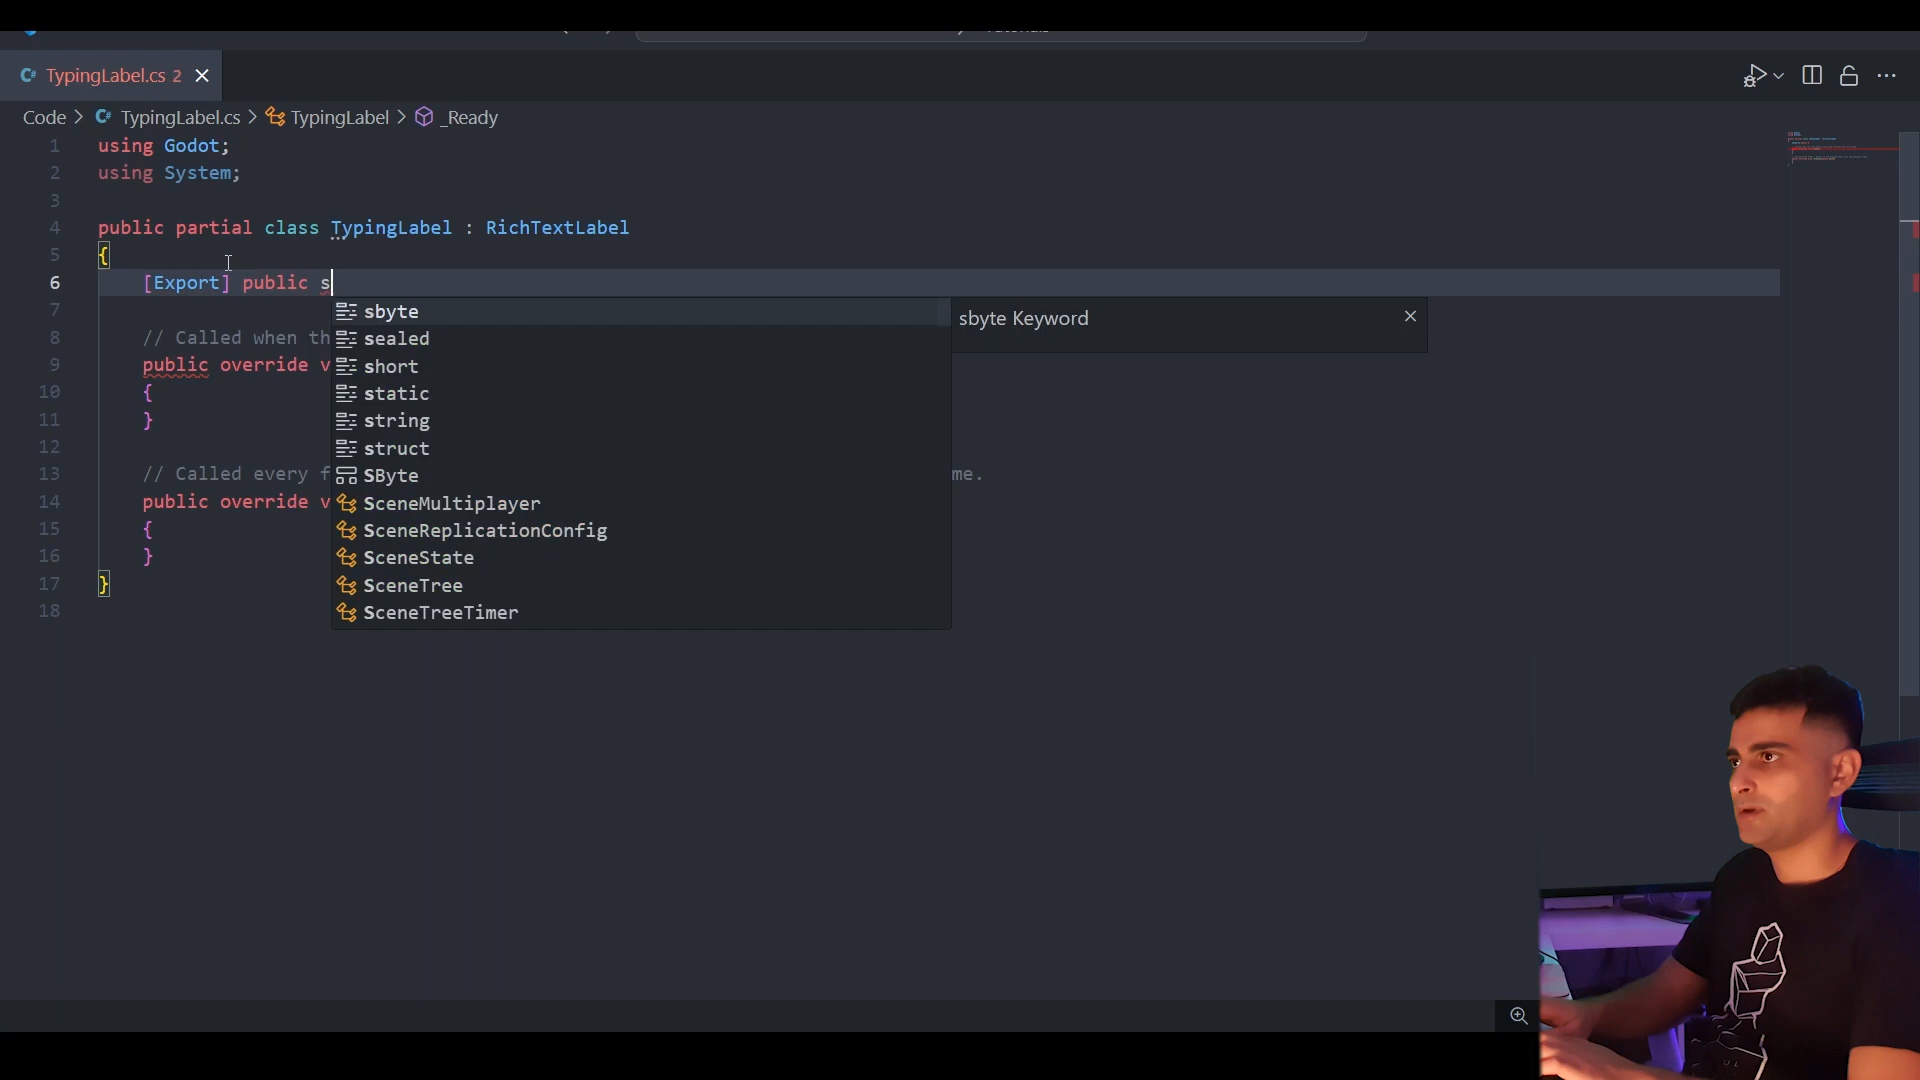 TypingLabel.cs 2
Code > TypingLabel.cs > TypingLabel > _Ready
1 using Godot;
2 using System;
3
4 public partial class TypingLabel : RichTextLabel
5 {
6 [Export] public s
sbyte
sbyte Keyword
7
8 // Called when th
sealed
9 public override v
short
10 {
static
11 }
string
12
struct
13 // Called every f me.
SByte
14 public override v
SceneMultiplayer
15 {
SceneReplicationConfig
16 }
SceneState
17 }
SceneTree
18
SceneTreeTimer